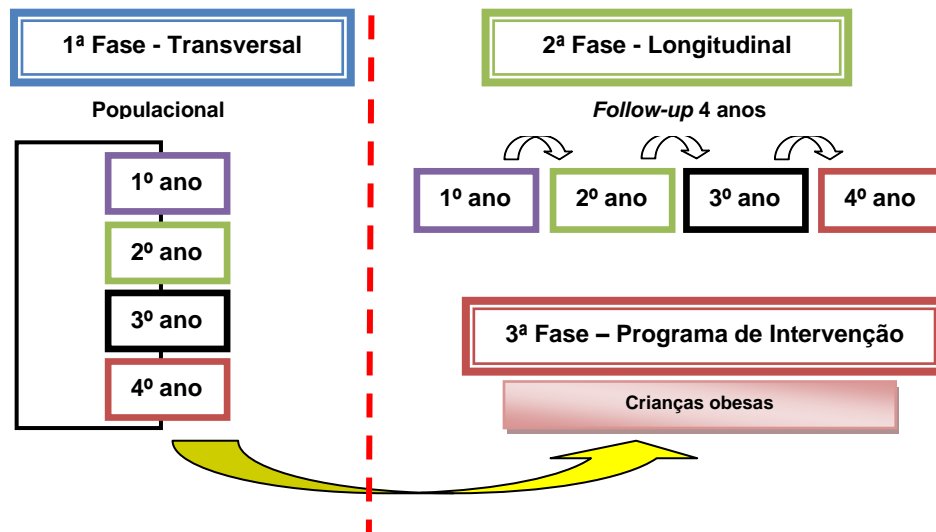 1ª Fase - Transversal
Populacional
1º ano
2º ano
3º ano
4º ano
2ª Fase - Longitudinal
Follow-up 4 anos
1º ano
2º ano
3º ano
4º ano
3ª Fase – Programa de Intervenção
Crianças obesas